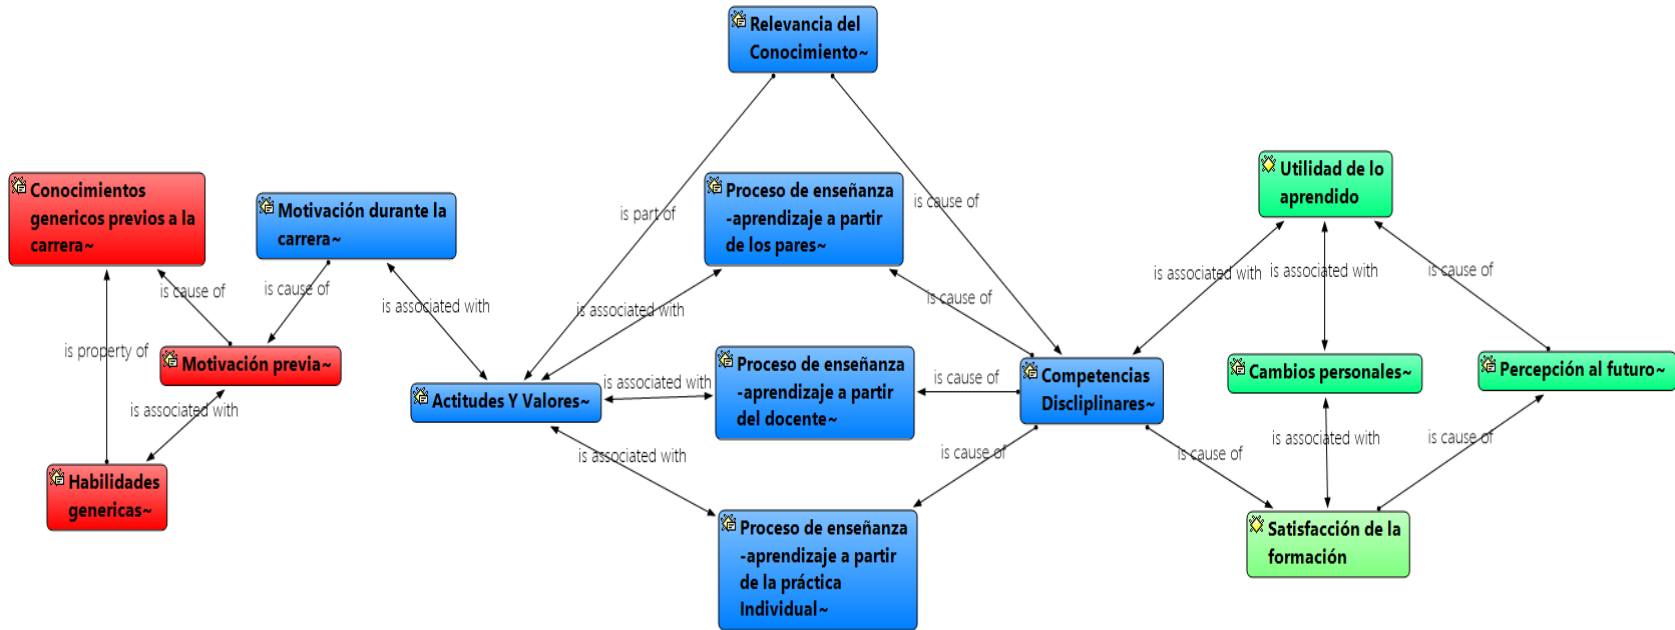 Relevancia del
Conocimiento~
Conocimientos
genericos previos a la
carrera~
Motivación durante la
carrera~
Proceso de enseñanza
-aprendizaje a partir
de los pares~
Utilidad de lo
aprendido
is part of
is cause of
is associated with
is associated with
is cause of
is cause of
is cause of
is associated with
is associated with
is cause of
is property of
Motivación previa~
Actitudes Y Valores~
is associated with
Proceso de enseñanza
-aprendizaje a partir
del docente~
is cause of
Competencias
Discliplinares~
Cambios personales~
Percepción al futuro~
is associated with
is associated with
is cause of
is cause of
is associated with
is cause of
Habilidades
genericas~
Proceso de enseñanza
-aprendizaje a partir
de la práctica
Individual~
Satisfacción de la
formación